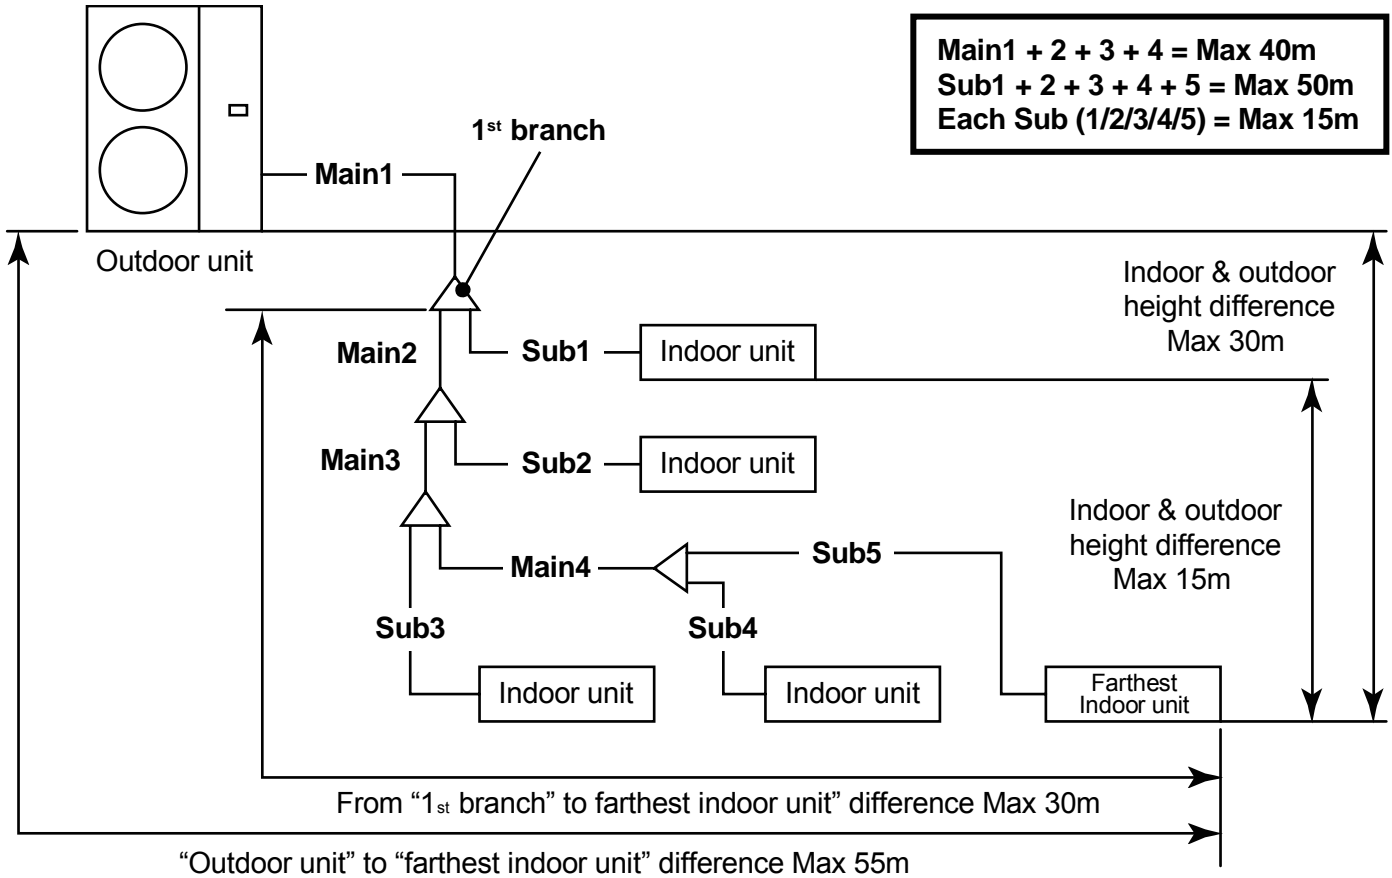 Main1 + 2 + 3 + 4 = Max 40m
Sub1 + 2 + 3 + 4 + 5 = Max 50m
Each Sub (1/2/3/4/5) = Max 15m
1st branch
Main1
Outdoor unit
Indoor & outdoor
height difference
Max 30m
Main2
Sub1
Indoor unit
Main3
Sub2
Indoor unit
Indoor & outdoor
height difference
Max 15m
Main4
Sub5
Sub3
Sub4
Indoor unit
Indoor unit
Farthest
Indoor unit
From “1st branch” to farthest indoor unit” difference Max 30m
“Outdoor unit” to “farthest indoor unit” difference Max 55m